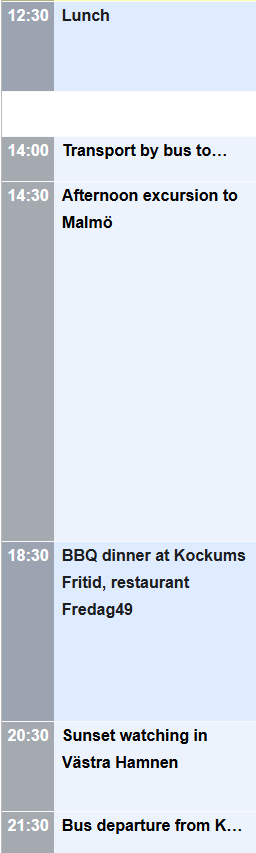 12:30 Lunch
14:00 Transport by bus to…
14:30 Afternoon excursion to
Malmö
18:30 BBQ dinner at Kockums
Fritid, restaurant
Fredag49
20:30 Sunset watching in
Västra Hamnen
21:30 Bus departure from K…